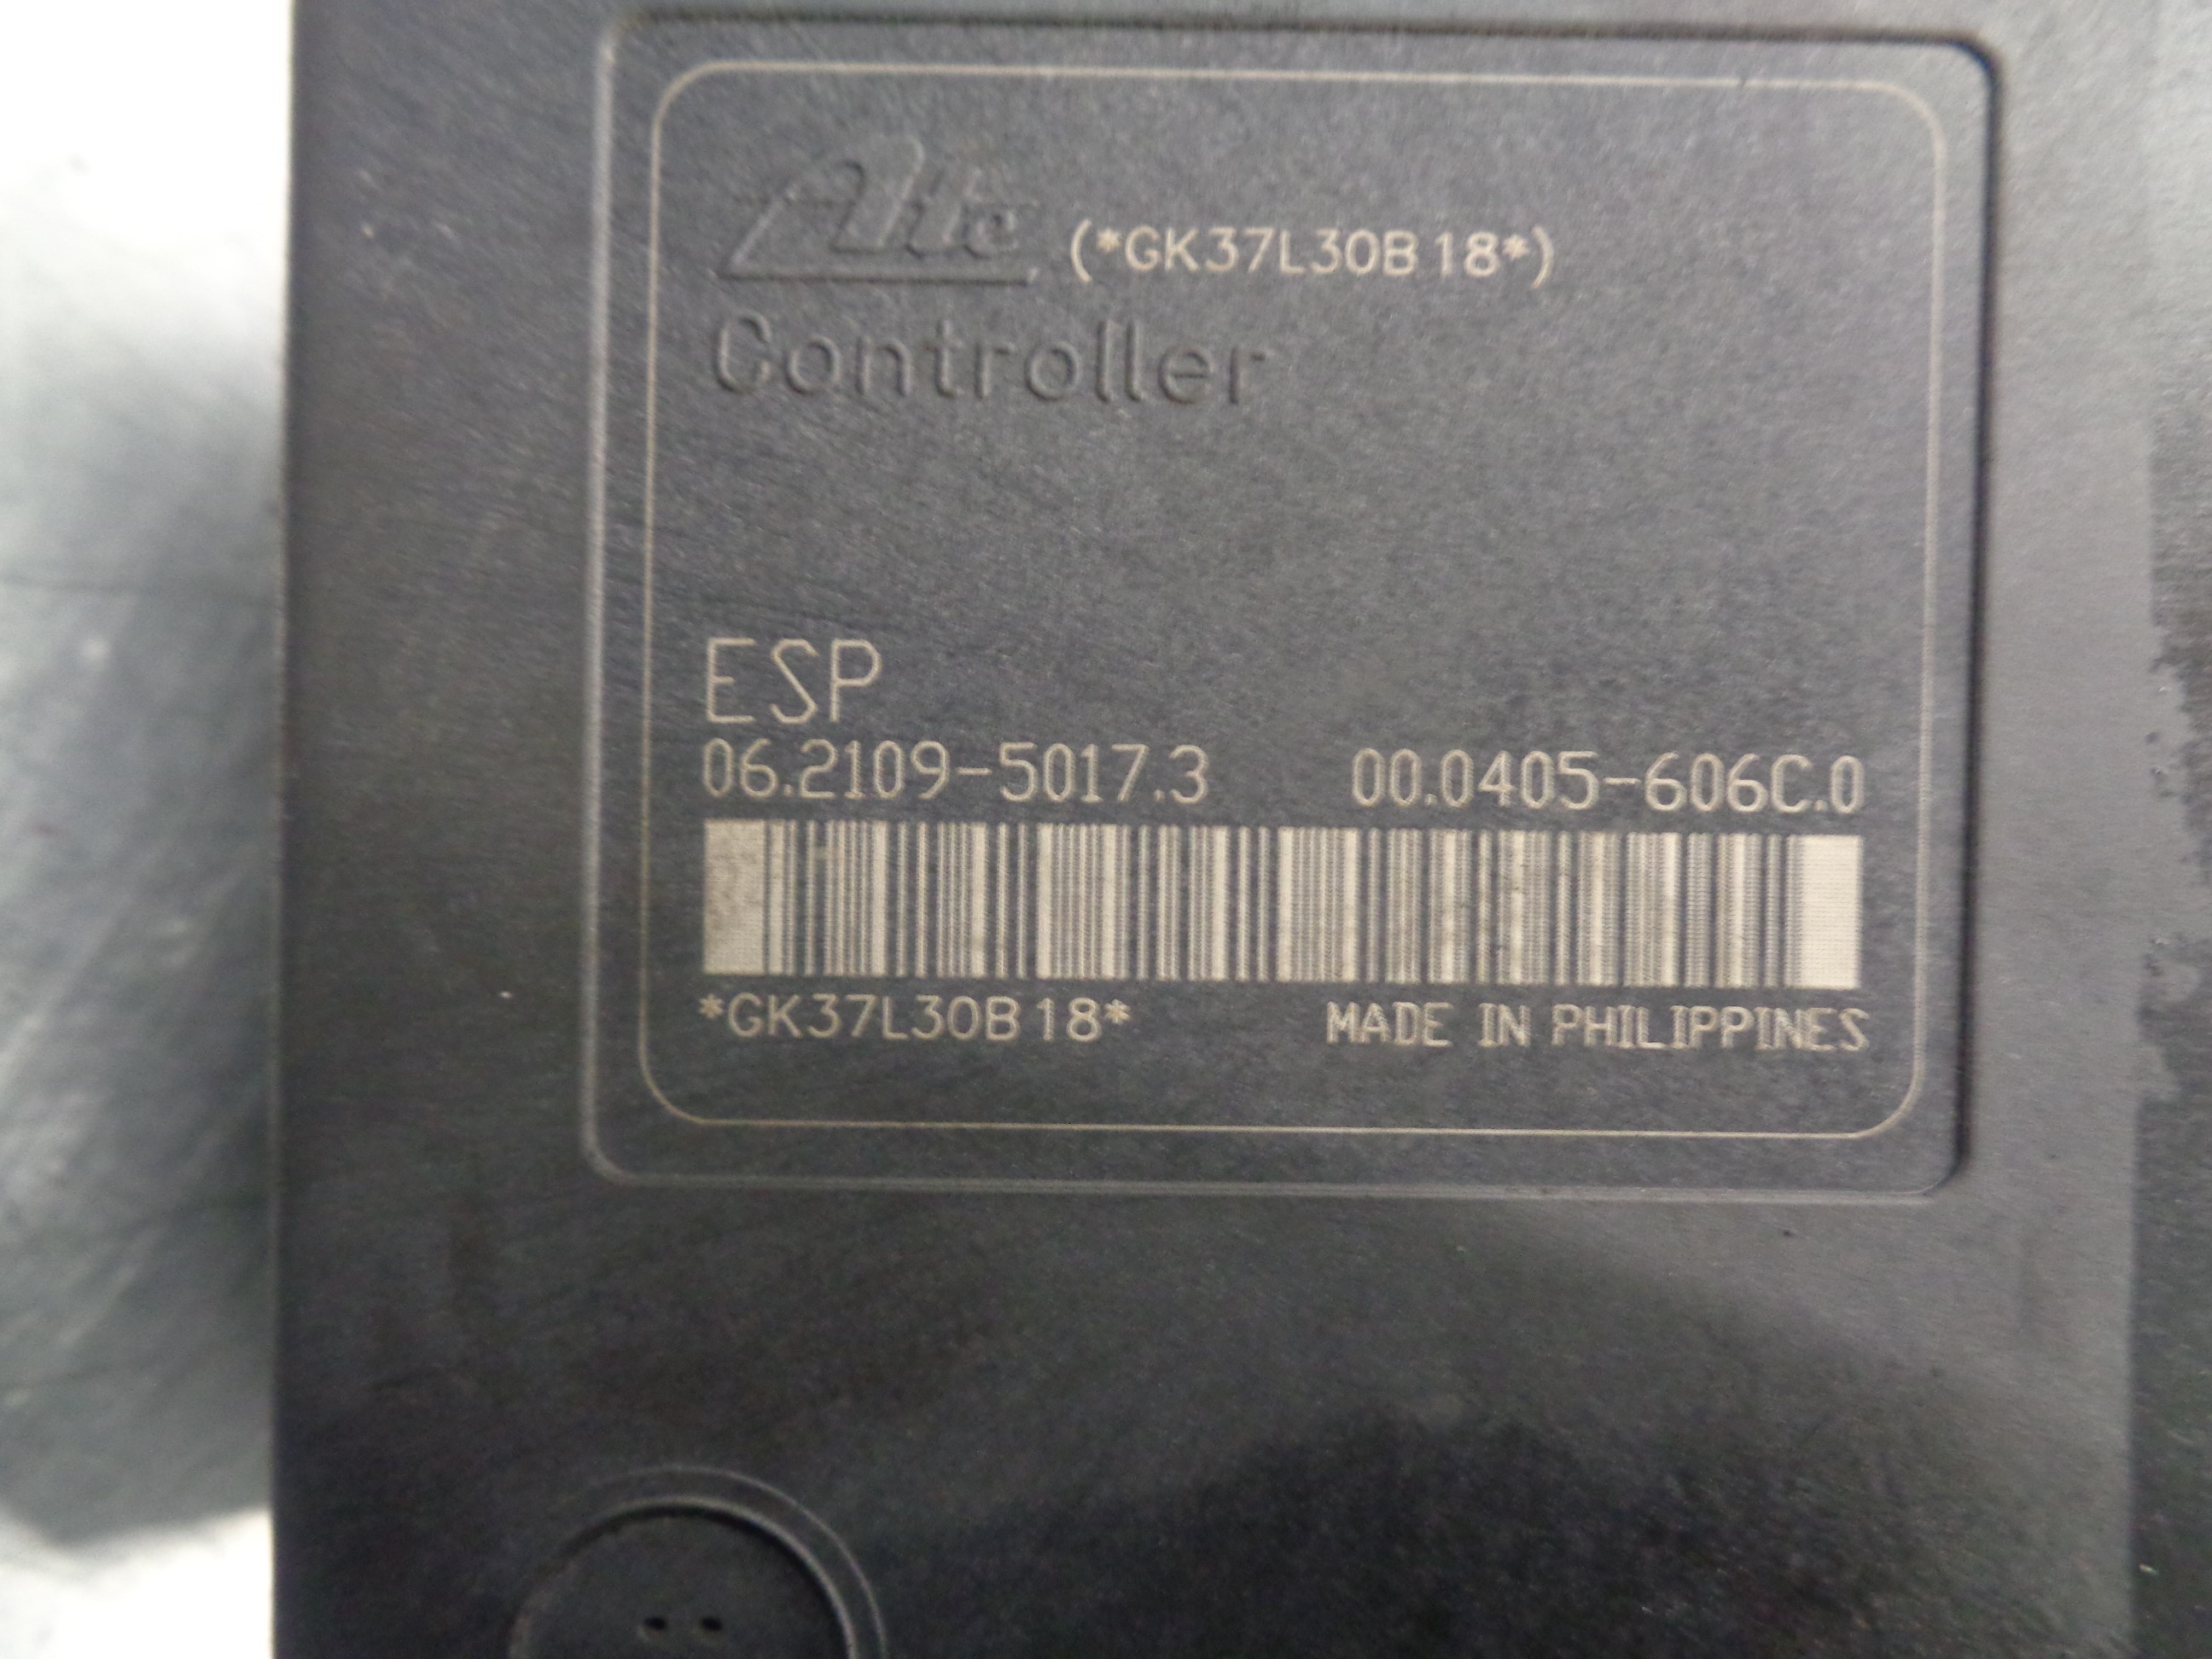 Ate (*GK37L30B18*)
Controller
ESP
06.2109-5017.3 00.0405-606C.0
*GK37L30B18* MADE IN PHILIPPINES